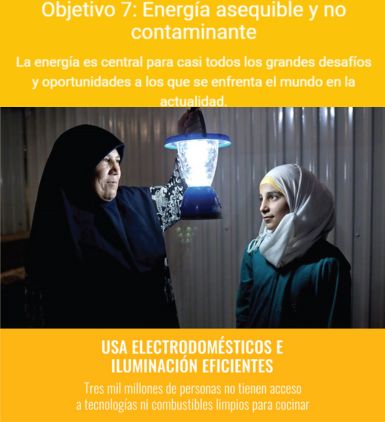 Objetivo 7: Energía asequible y no
contaminante
La energía es central para casi todos los grandes desafíos
y oportunidades a los que se enfrenta el mundo en la
actualidad.
USA ELECTRODOMÉSTICOS E
ILUMINACIÓN EFICIENTES
Tres mil millones de personas no tienen acceso
a tecnologías ni combustibles limpios para cocinar